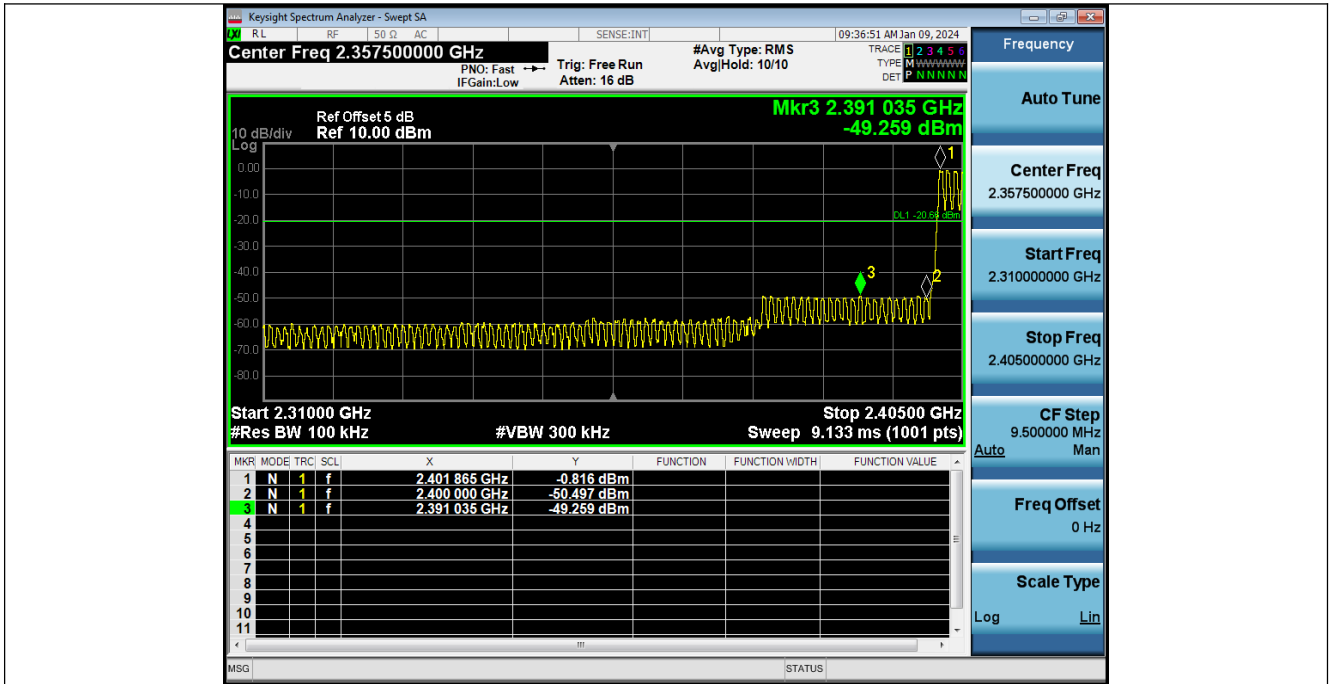 Keysight Spectrum Analyzer - Swept SA
LXI RL RF 50 Ω AC SENSE:INT 09:36:51 AM Jan 09, 2024
Center Freq 2.357500000 GHz
PNO: Fast
IFGain:Low
Trig: Free Run
Atten: 16 dB
#Avg Type: RMS
Avg|Hold: 10/10
TRACE 1 2 3 4 5 6
TYPE M WWWWW
DET P N N N N N
Ref Offset 5 dB
10 dB/div Ref 10.00 dBm
Log
Mkr3 2.391 035 GHz
-49.259 dBm
0.00
-10.0
-20.0
-30.0
-40.0
-50.0
-60.0
-70.0
-80.0
1
DL1 -20.66 dBm
3
2
Start 2.31000 GHz Stop 2.40500 GHz
#Res BW 100 kHz #VBW 300 kHz Sweep 9.133 ms (1001 pts)
MKR MODE TRC SCL X Y FUNCTION FUNCTION WIDTH FUNCTION VALUE
1 N 1 f 2.401 865 GHz -0.816 dBm
2 N 1 f 2.400 000 GHz -50.497 dBm
3 N 1 f 2.391 035 GHz -49.259 dBm
4
5
6
7
8
9
10
11
MSG STATUS
Frequency
Auto Tune
Center Freq
2.357500000 GHz
Start Freq
2.310000000 GHz
Stop Freq
2.405000000 GHz
CF Step
9.500000 MHz
Auto Man
Freq Offset
0 Hz
Scale Type
Log Lin